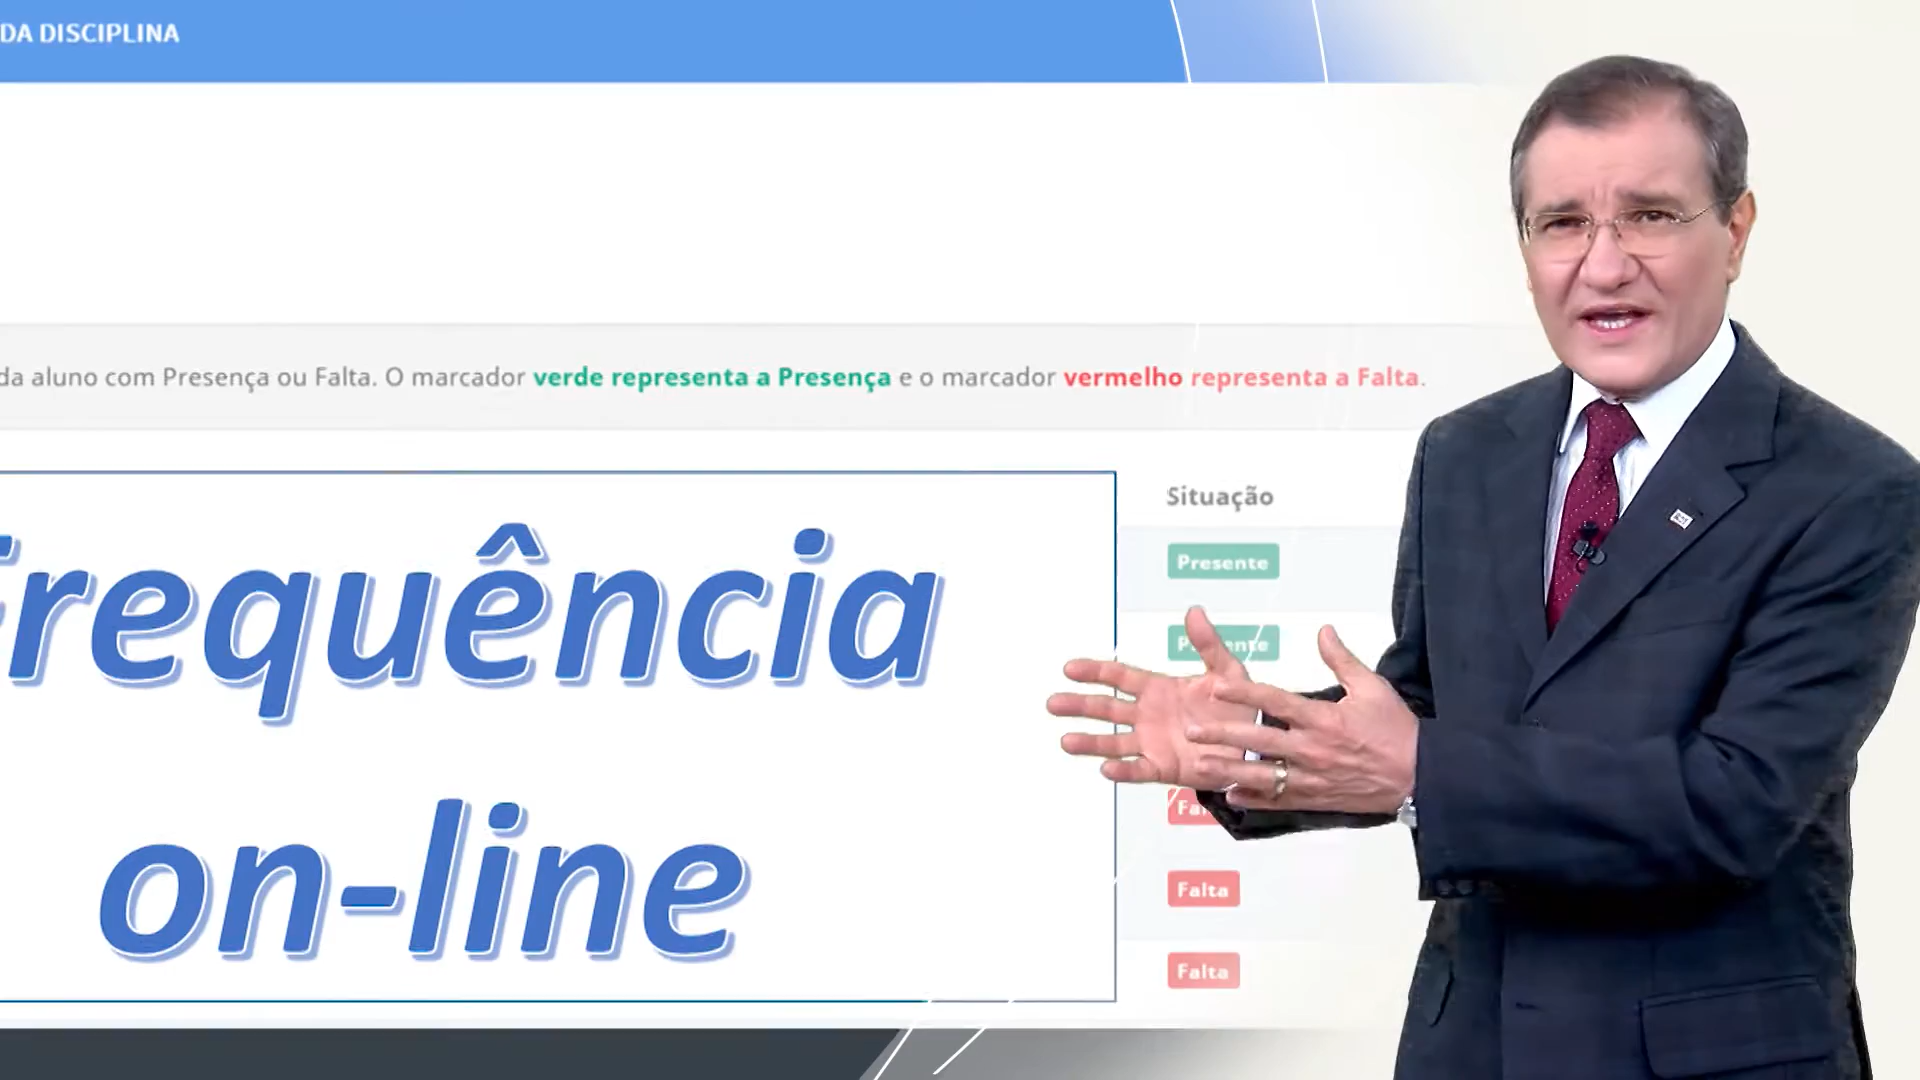 DA DISCIPLINA
da aluno com Presença ou Falta. O marcador verde representa a Presença e o marcador vermelho representa a Falta.
Situação
Presente
Frequência
on-line
Falta
Falta